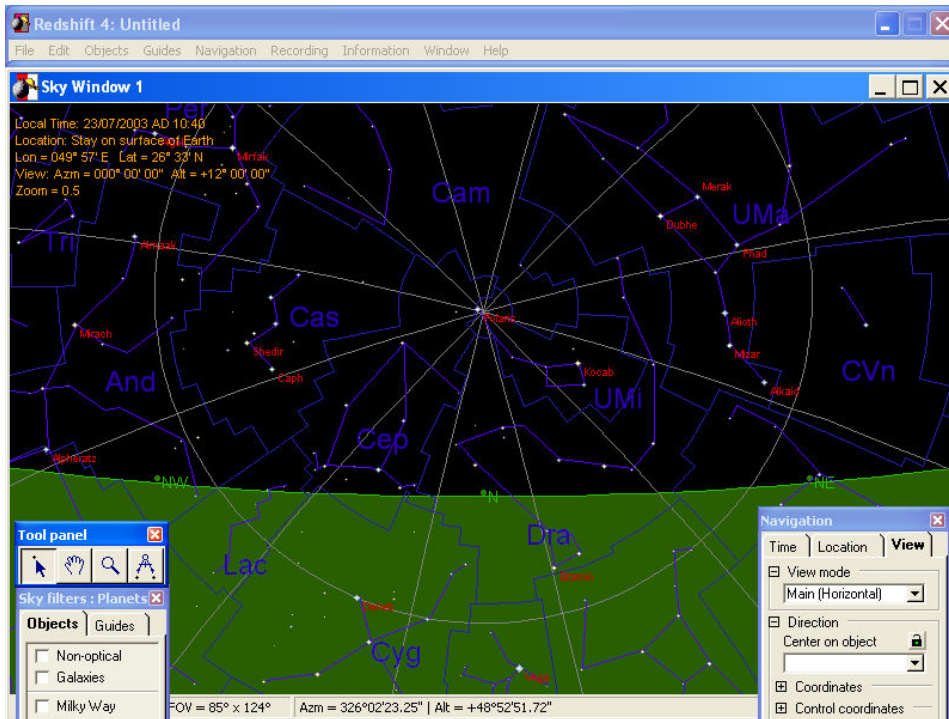 Redshift 4: Untitled
File Edit Objects Guides Navigation Recording Information Window Help
Sky Window 1
Per
Local Time: 23/07/2003 AD 10:40
Mirfak
Location: Stay on surface of Earth
Lon = 049° 57' E Lat = 26° 33' N
View: Azm = 000° 00' 00" Alt = +12° 00' 00"
Zoom = 0.5
Cam
Merak
UMa
Dubhe
Tri
Almaak
Phad
Cas
Polaris
Alioth
Mirach
Shedir
Mizar
Caph
Kocab
CVn
And
UMi
Alkaid
Cep
Alpheratz
NW
N
NE
Tool panel
Navigation
Dra
Time Location View
Lac
View mode
Sky filters : Planets
Main (Horizontal)
Objects Guides
Direction
Cyg
Center on object
Non-optical
Galaxies
Coordinates
Milky Way
FOV = 85° x 124° Azm = 326°02'23.25" | Alt = +48°52'51.72"
Control coordinates